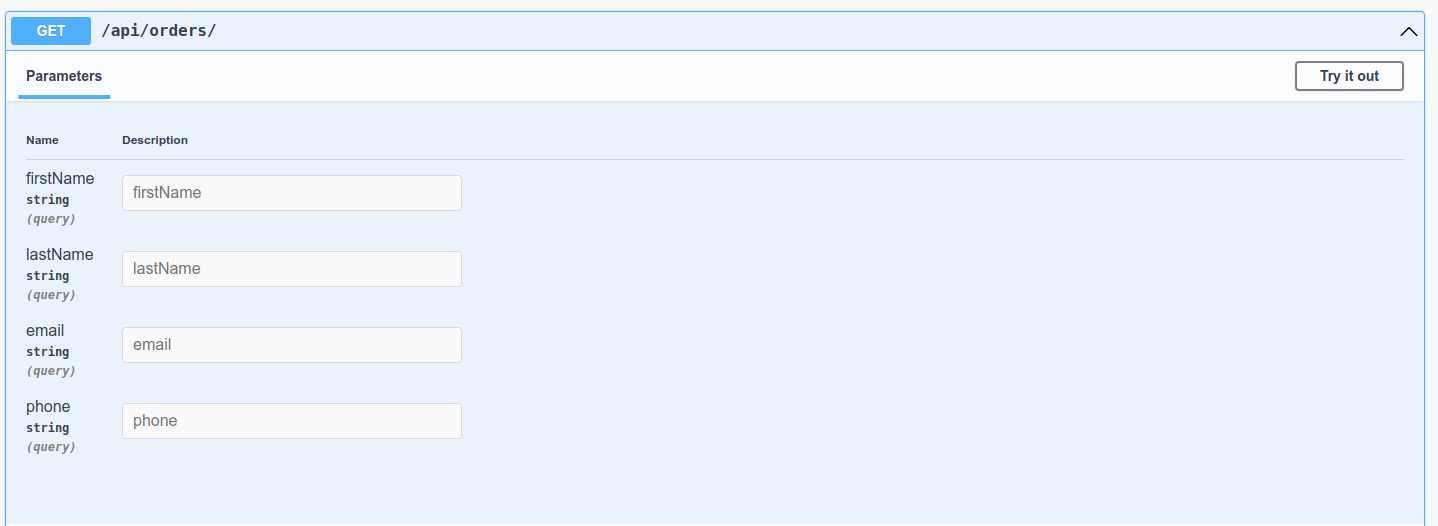 GET /api/orders/
Parameters Try it out
Name Description
firstName
string
(query)
firstName
lastName
string
(query)
lastName
email
string
(query)
email
phone
string
(query)
phone